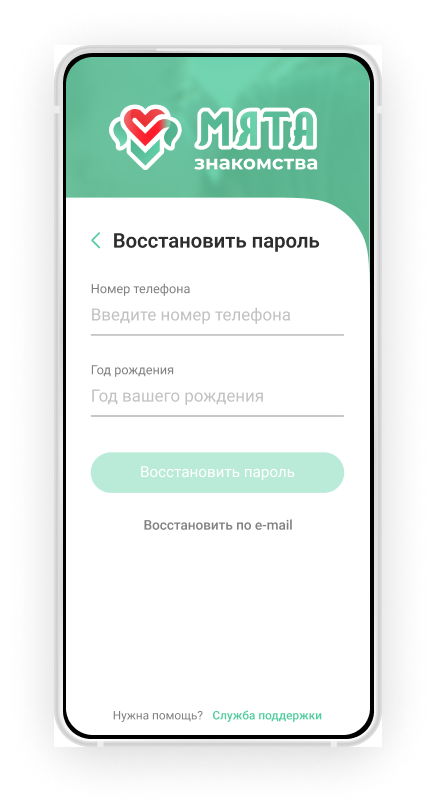 МЯТА
знакомства
Восстановить пароль
Номер телефона
Введите номер телефона
Год рождения
Год вашего рождения
Восстановить пароль
Восстановить по e-mail
Нужна помощь? Служба поддержки